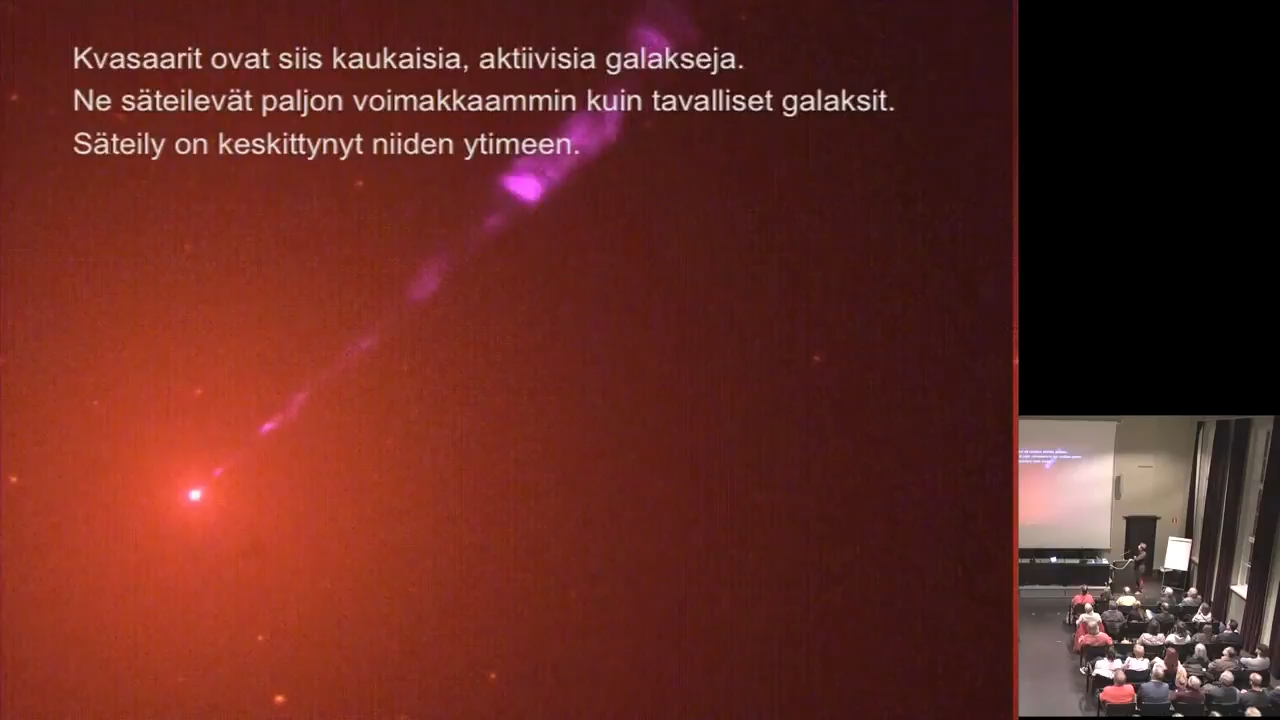 Kvasaarit ovat siis kaukaisia, aktiivisia galakseja.
Ne säteilevät paljon voimakkaammin kuin tavalliset galaksit.
Säteily on keskittynyt niiden ytimeen.